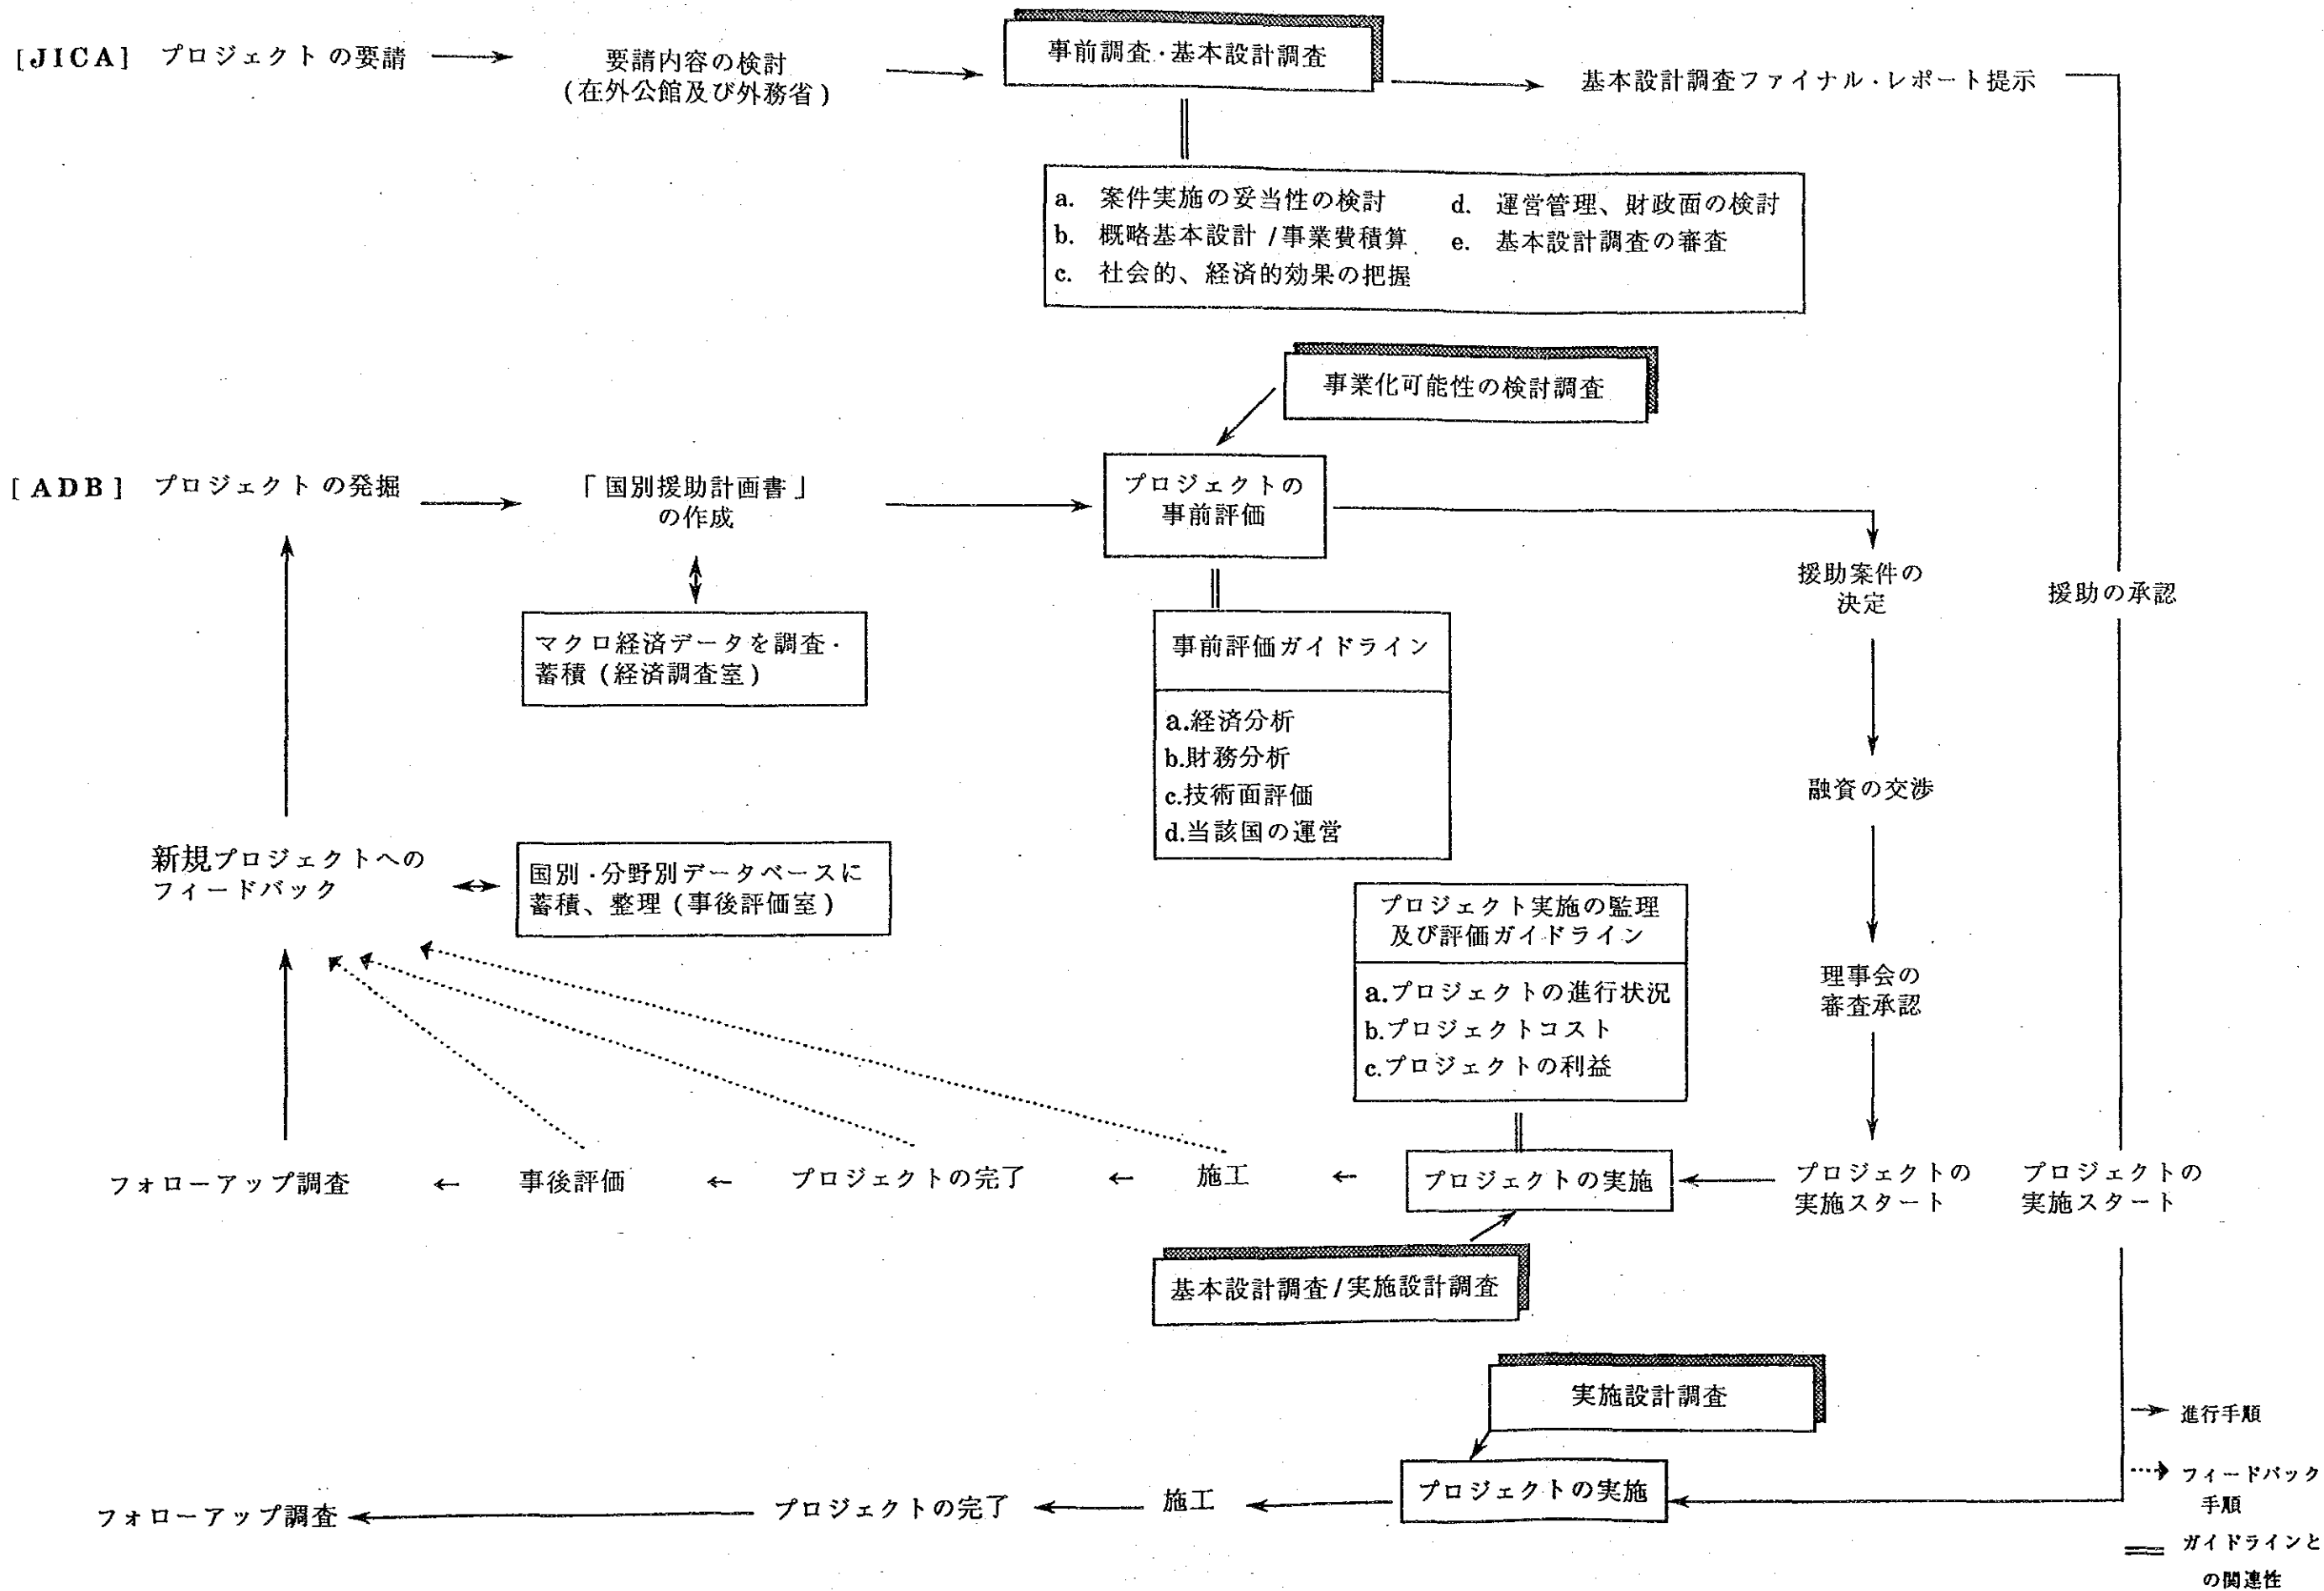 [JICA] プロジェクトの要請
要請内容の検討
(在外公館及び外務省)
事前調査・基本設計調査
基本設計調査ファイナル・レポート提示
a. 案件実施の妥当性の検討
b. 概略基本設計/事業費積算
c. 社会的、経済的効果の把握
d. 運営管理、財政面の検討
e. 基本設計調査の審査
事業化可能性の検討調査
[ADB] プロジェクトの発掘
「国別援助計画書」
の作成
プロジェクトの
事前評価
援助案件の
決定
援助の承認
マクロ経済データを調査・
蓄積(経済調査室)
事前評価ガイドライン
a.経済分析
b.財務分析
c.技術面評価
d.当該国の運営
融資の交渉
新規プロジェクトへの
フィードバック
国別・分野別データベースに
蓄積、整理(事後評価室)
プロジェクト実施の監理
及び評価ガイドライン
a.プロジェクトの進行状況
b.プロジェクトコスト
c.プロジェクトの利益
理事会の
審査承認
フォローアップ調査
事後評価
プロジェクトの完了
施工
プロジェクトの実施
プロジェクトの
実施スタート
プロジェクトの
実施スタート
基本設計調査/実施設計調査
実施設計調査
フォローアップ調査
プロジェクトの完了
施工
プロジェクトの実施
進行手順
フィードバック
手順
ガイドラインと
の関連性